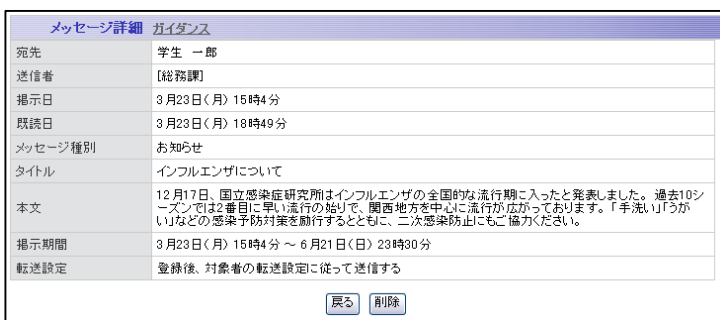 メッセージ詳細 ガイダンス
宛先 学生 一郎
送信者 [総務課]
掲示日 3月23日(月) 15時4分
既読日 3月23日(月) 18時49分
メッセージ種別 お知らせ
タイトル インフルエンザについて
本文 12月17日、国立感染症研究所はインフルエンザの全国的な流行期に入ったと発表しました。過去10シ
ーズンでは2番目に早い流行の始りで、関西地方を中心に流行が広がっております。「手洗い」「うが
い」などの感染予防対策を励行するとともに、二次感染防止にもご協力ください。
掲示期間 3月23日(月) 15時4分 ～ 6月21日(日) 23時30分
転送設定 登録後、対象者の転送設定に従って送信する
戻る 削除